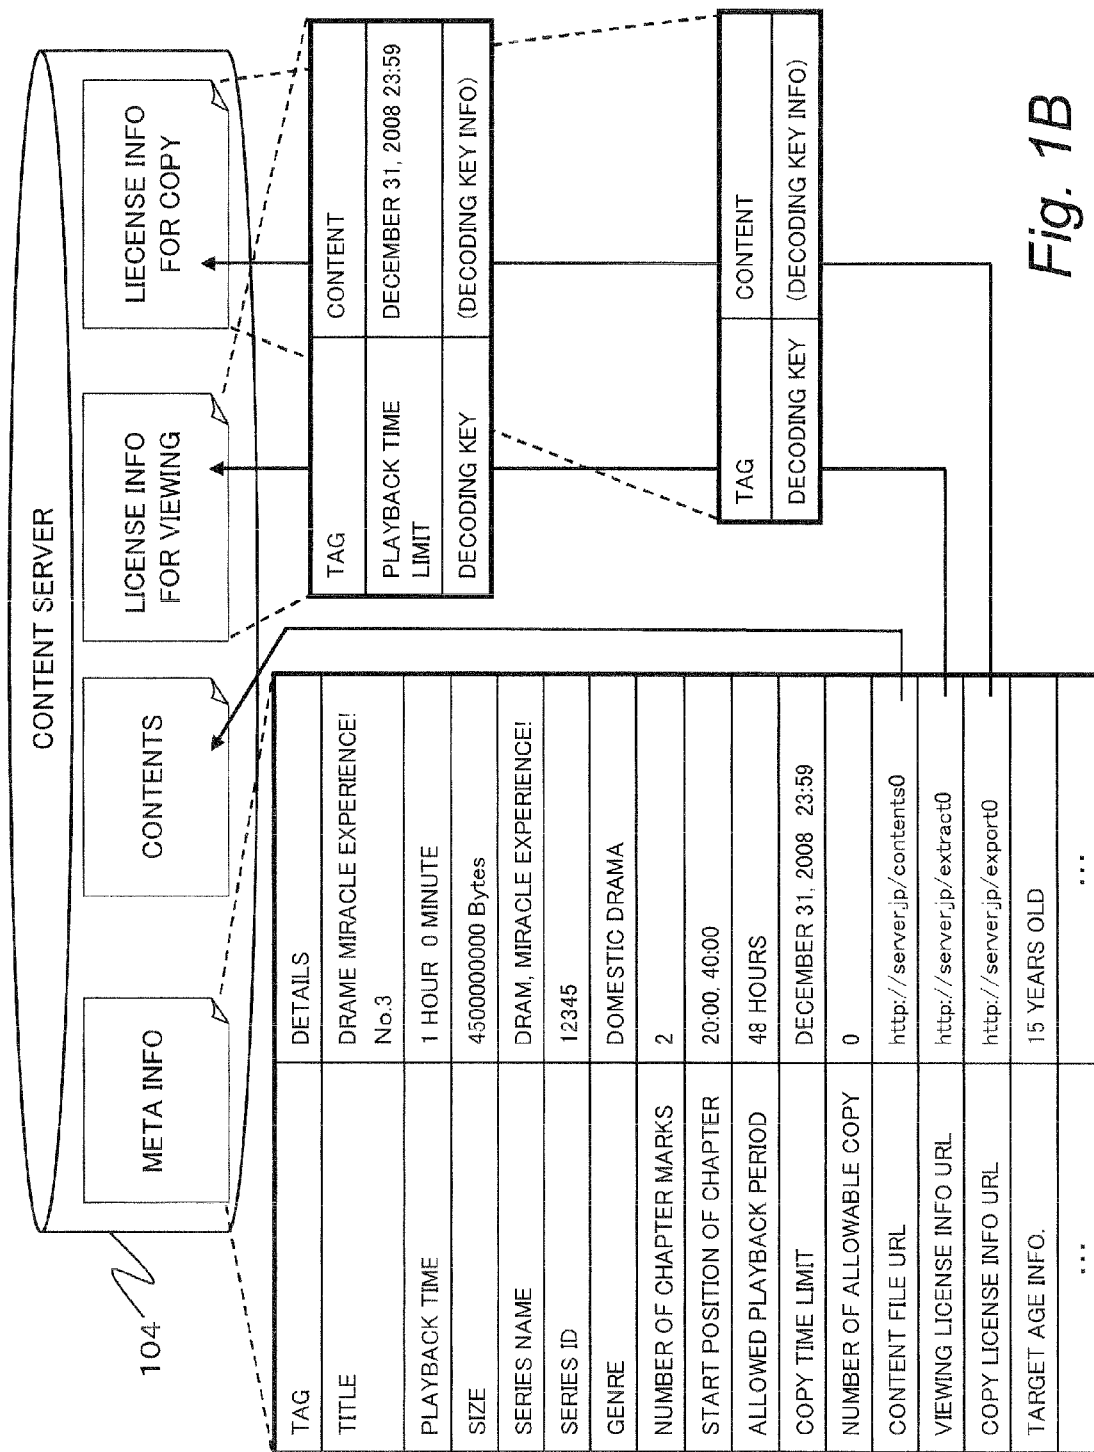 CONTENT SERVER
104
META INFO
CONTENTS
LICENSE INFO
FOR VIEWING
LIECENSE INFO
FOR COPY
TAG DETAILS
TITLE DRAME MIRACLE EXPERIENCE!
No.3
PLAYBACK TIME 1 HOUR 0 MINUTE
SIZE 4500000000 Bytes
SERIES NAME DRAM, MIRACLE EXPERIENCE!
SERIES ID 12345
GENRE DOMESTIC DRAMA
NUMBER OF CHAPTER MARKS 2
START POSITION OF CHAPTER 20:00, 40:00
ALLOWED PLAYBACK PERIOD 48 HOURS
COPY TIME LIMIT DECEMBER 31, 2008 23:59
NUMBER OF ALLOWABLE COPY 0
CONTENT FILE URL http://server.jp/contents0
VIEWING LICENSE INFO URL http://server.jp/extract0
COPY LICENSE INFO URL http://server.jp/export0
TARGET AGE INFO. 15 YEARS OLD
... ...
TAG CONTENT
PLAYBACK TIME
LIMIT DECEMBER 31, 2008 23:59
DECODING KEY (DECODING KEY INFO)
TAG CONTENT
DECODING KEY (DECODING KEY INFO)
Fig. 1B